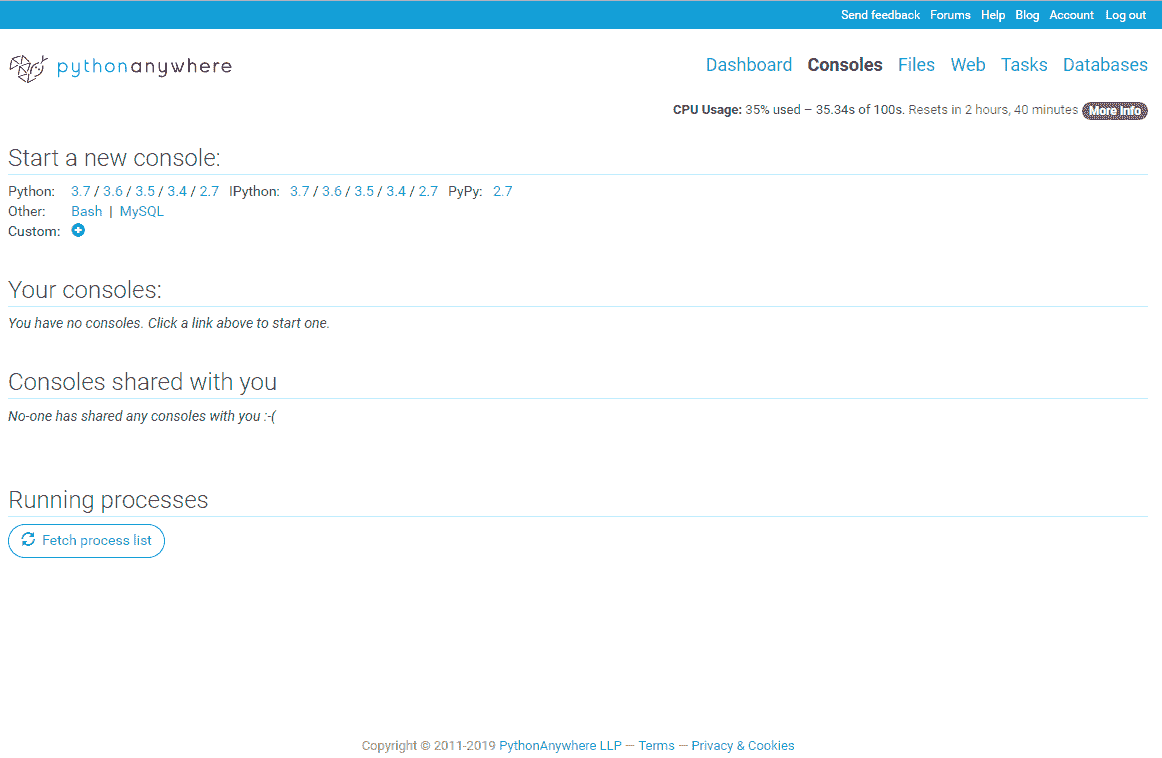 Send feedback Forums Help Blog Account Log out
pythonanywhere
Dashboard Consoles Files Web Tasks Databases
CPU Usage: 35% used – 35.34s of 100s. Resets in 2 hours, 40 minutes More Info
Start a new console:
Python: 3.7 / 3.6 / 3.5 / 3.4 / 2.7 IPython: 3.7 / 3.6 / 3.5 / 3.4 / 2.7 PyPy: 2.7
Other: Bash | MySQL
Custom:
Your consoles:
You have no consoles. Click a link above to start one.
Consoles shared with you
No-one has shared any consoles with you :-(
Running processes
Fetch process list
Copyright © 2011-2019 PythonAnywhere LLP — Terms — Privacy & Cookies